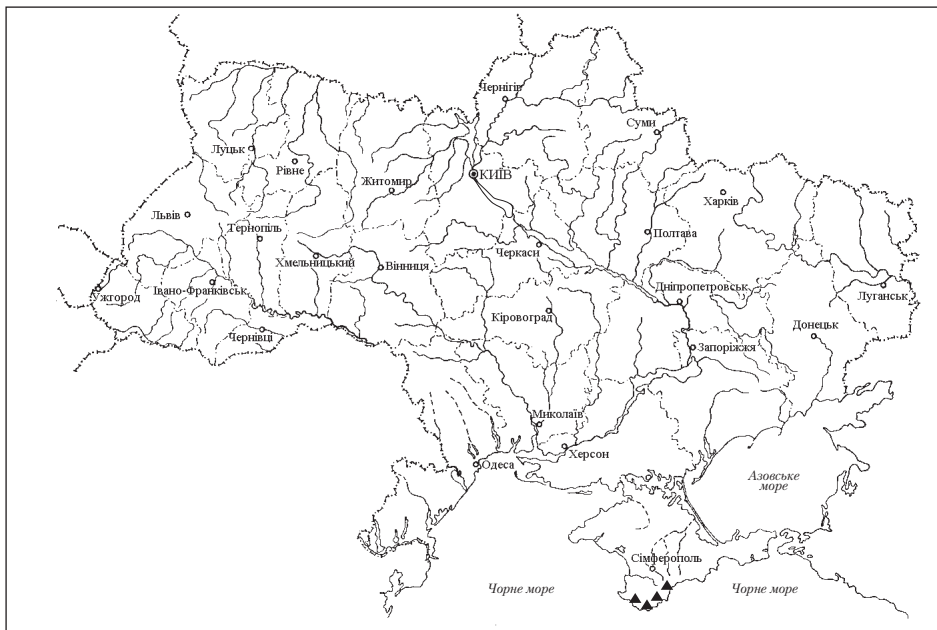 Чернігів
Суми
Луцьк
Рівне
КИЇВ
Житомир
Харків
Львів
Тернопіль
Полтава
Черкаси
Хмельницький
Вінниця
Ужгород
Івано-Франківськ
Дніпропетровськ
Луганськ
Кіровоград
Донецьк
Чернівці
Запоріжжя
Миколаїв
Херсон
Одеса
Азовське
море
Сімферополь
Чорне море
Чорне море